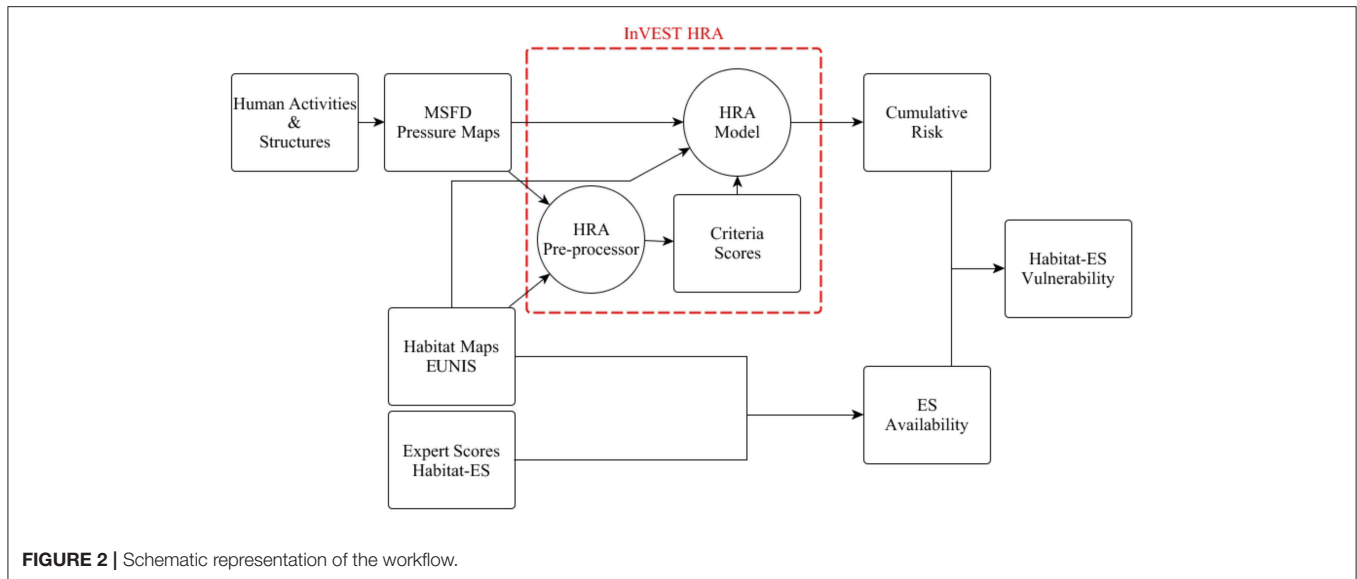 InVEST HRA
Human Activities
&
Structures
MSFD
Pressure Maps
HRA
Model
Cumulative
Risk
HRA
Pre-processor
Criteria
Scores
Habitat-ES
Vulnerability
Habitat Maps
EUNIS
ES
Availability
Expert Scores
Habitat-ES
FIGURE 2 | Schematic representation of the workflow.